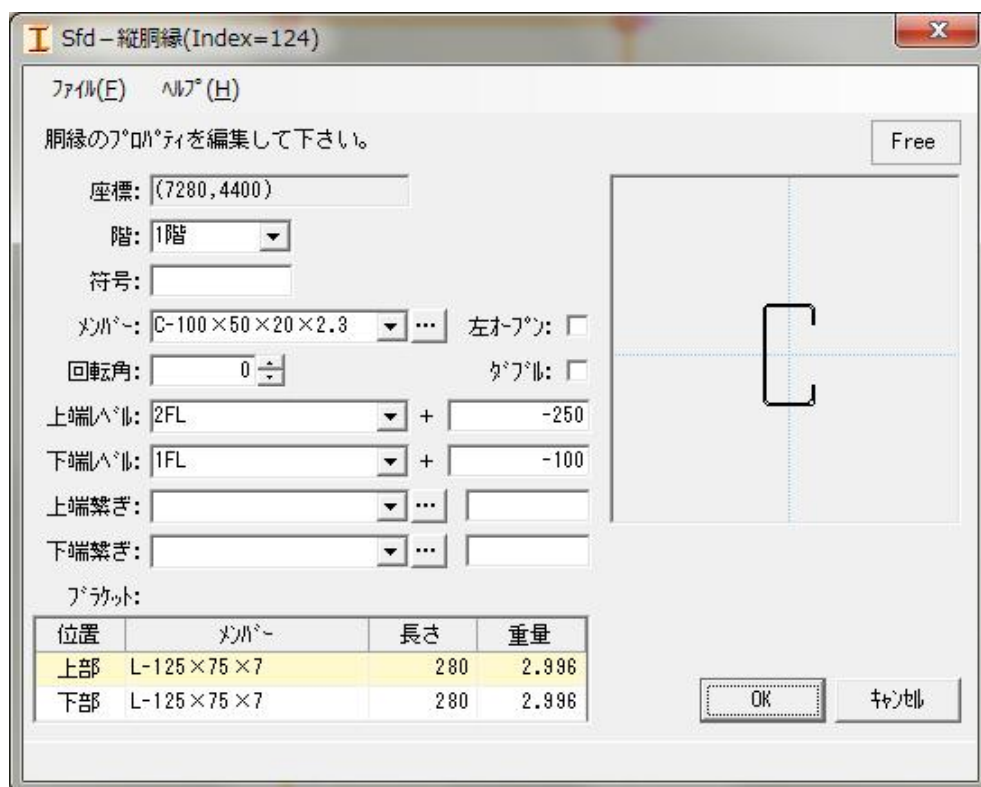 Sfd－縦胴縁(Index=124)
ﾌｧｲﾙ(F) ﾍﾙﾌﾟ(H)
胴縁のﾌﾟﾛﾊﾟﾃｨを編集して下さい。
Free
座標: (7280,4400)
階: 1階
符号:
ﾒﾝﾊﾞｰ: C-100×50×20×2.3 ... 左ｵｰﾌﾟﾝ:
回転角: 0 ﾀﾞﾌﾞﾙ:
上端ﾚﾍﾞﾙ: 2FL + -250
下端ﾚﾍﾞﾙ: 1FL + -100
上端繋ぎ: ...
下端繋ぎ: ...
ﾌﾞﾗｹｯﾄ:
位置 ﾒﾝﾊﾞｰ 長さ 重量
上部 L-125×75×7 280 2.996
下部 L-125×75×7 280 2.996
OK ｷｬﾝｾﾙ